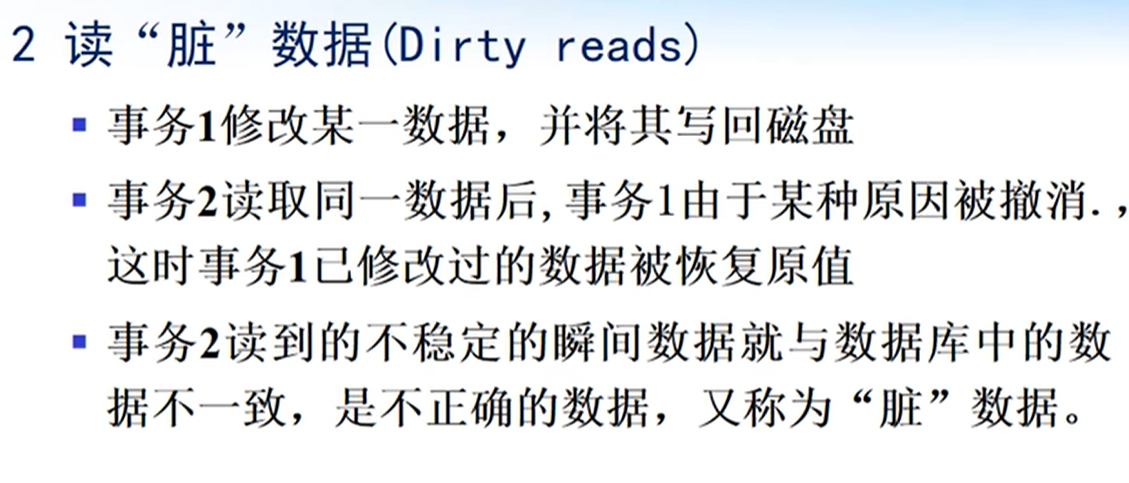 2 读“脏”数据(Dirty reads)
▪ 事务1修改某一数据，并将其写回磁盘
▪ 事务2读取同一数据后,事务1由于某种原因被撤消.，
这时事务1已修改过的数据被恢复原值
▪ 事务2读到的不稳定的瞬间数据就与数据库中的数
据不一致，是不正确的数据，又称为“脏”数据。